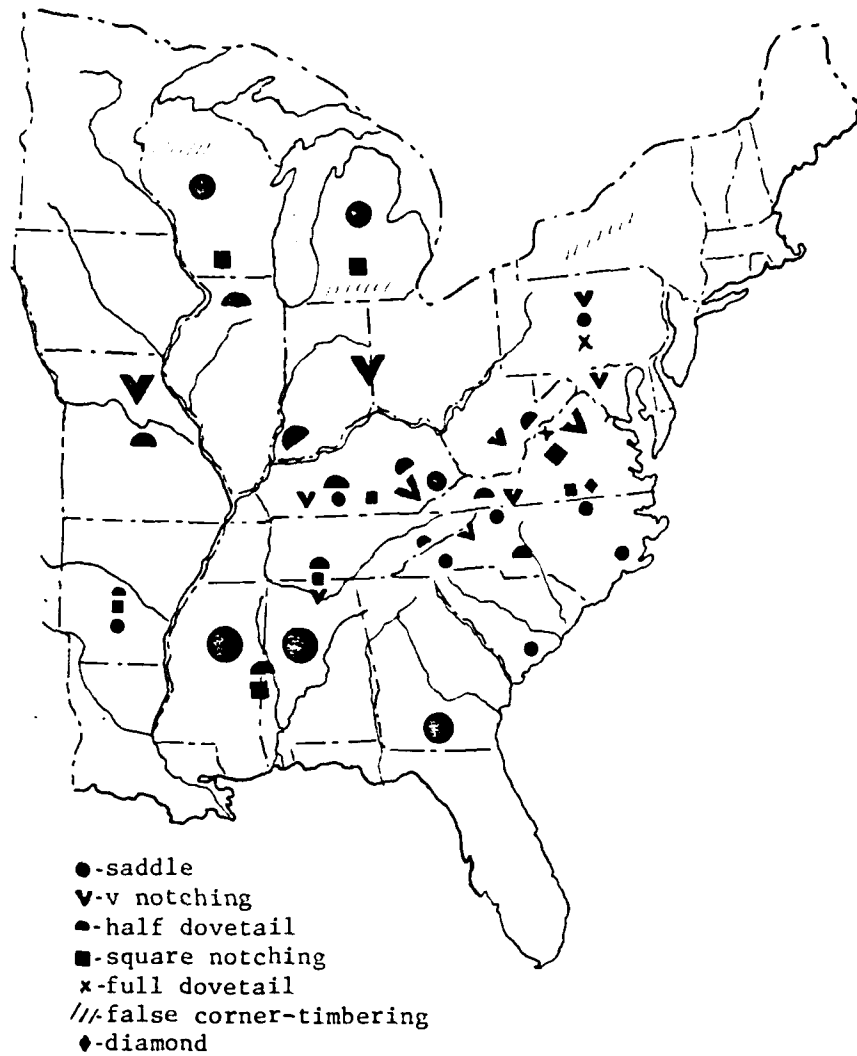 ●-saddle
v-v notching
◓-half dovetail
■-square notching
x-full dovetail
///-false corner-timbering
♦-diamond